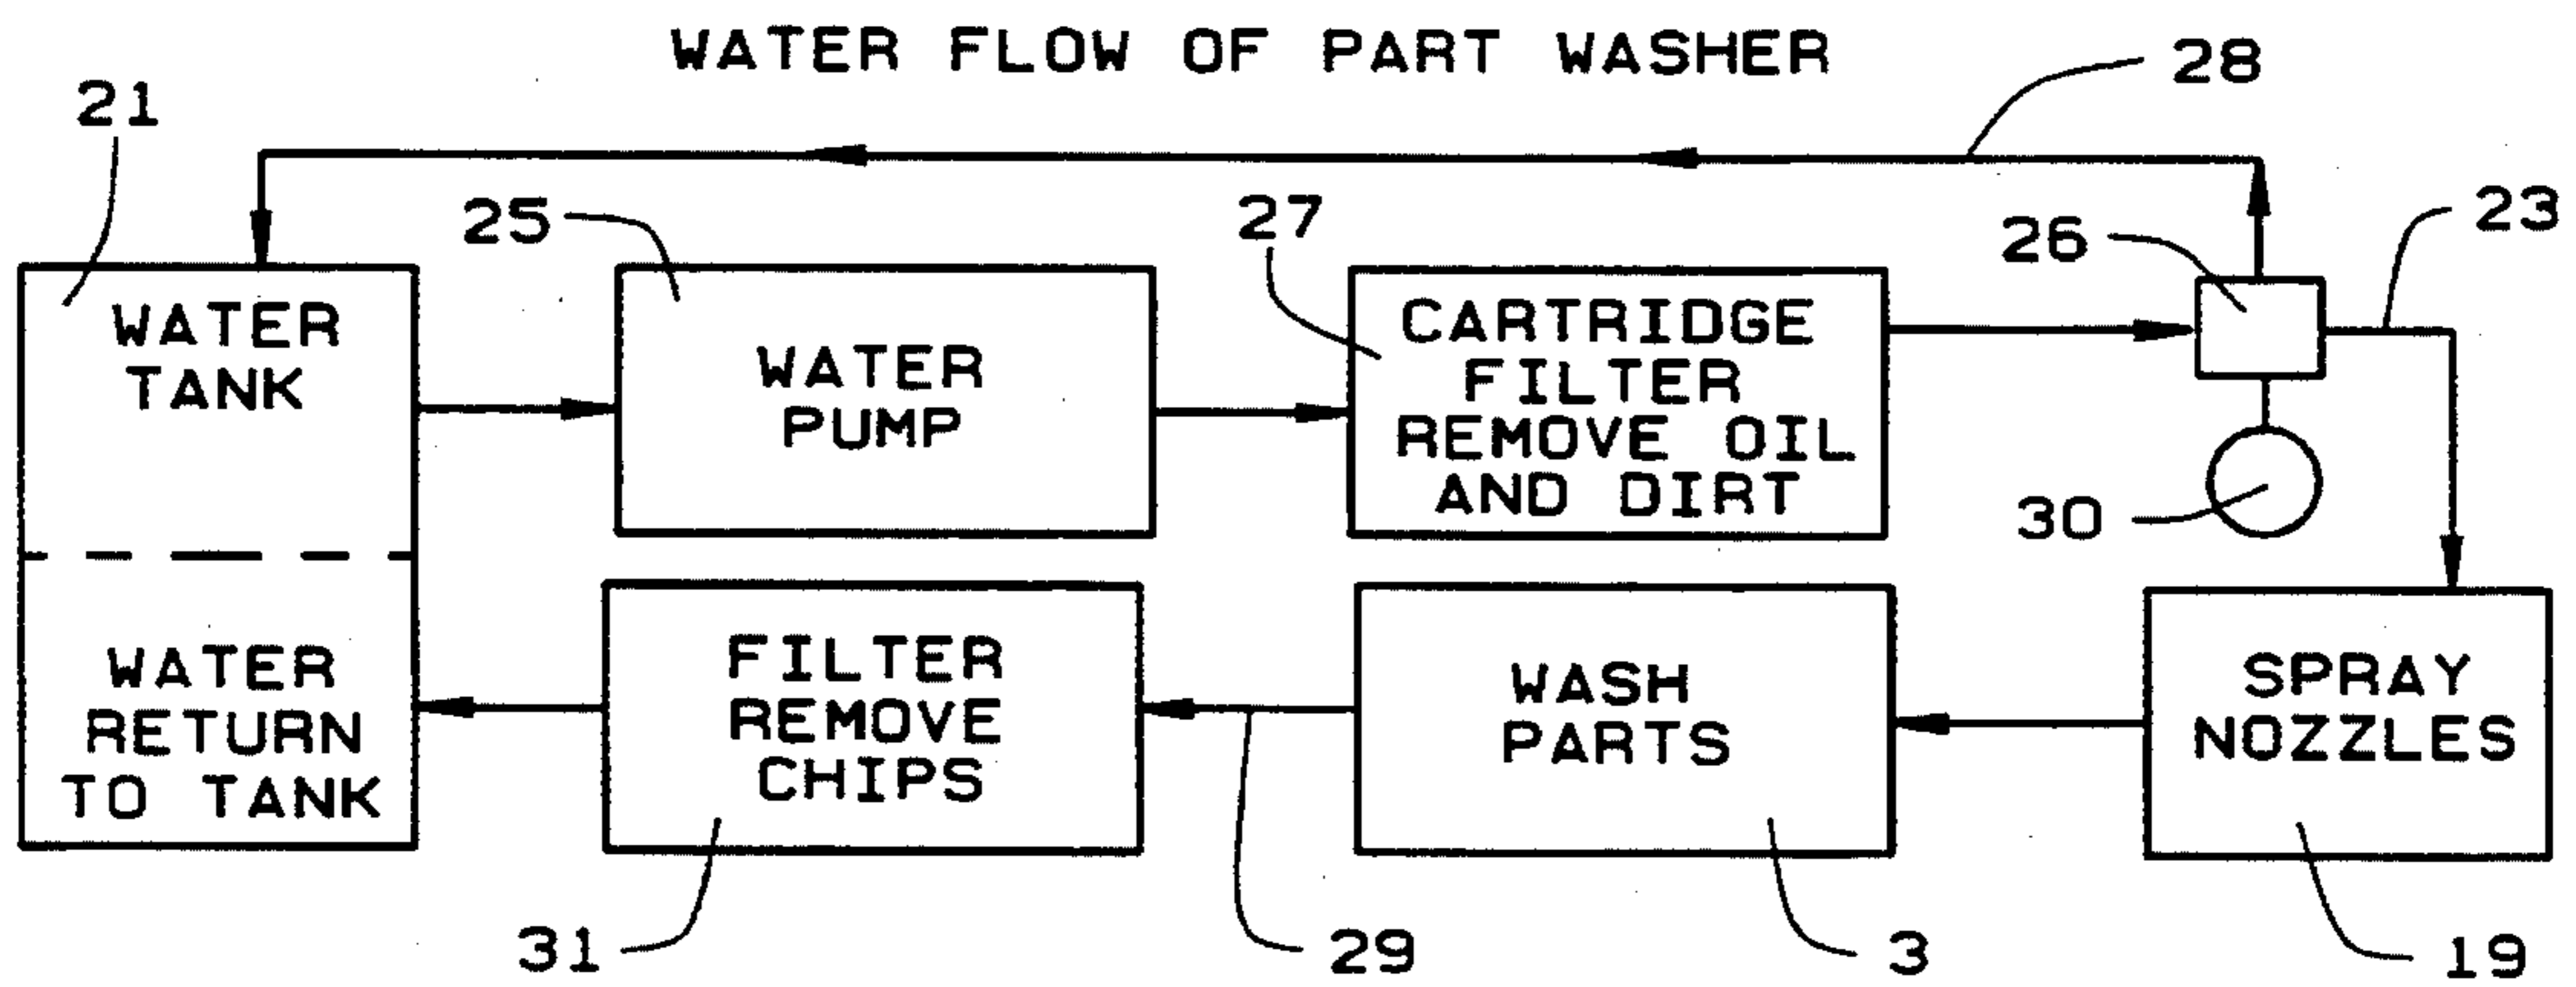 WATER FLOW OF PART WASHER
28
21
25
27
26
23
WATER
TANK
WATER
PUMP
CARTRIDGE
FILTER
REMOVE OIL
AND DIRT
30
WATER
RETURN
TO TANK
FILTER
REMOVE
CHIPS
WASH
PARTS
SPRAY
NOZZLES
31
29
3
19